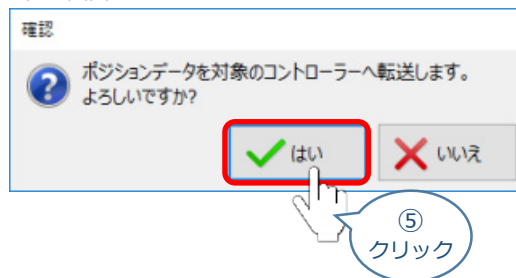 確認
ポジションデータを対象のコントローラーへ転送します。
よろしいですか?
はい
いいえ
⑤
クリック